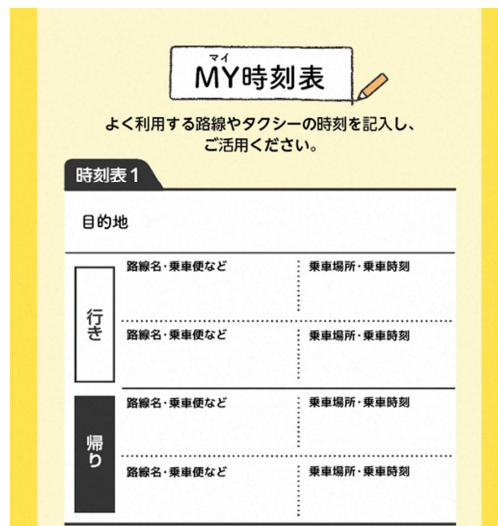 マイ
MY時刻表
よく利用する路線やタクシーの時刻を記入し、
ご活用ください。
時刻表1
目的地
行き
路線名・乗車便など 乗車場所・乗車時刻
路線名・乗車便など 乗車場所・乗車時刻
帰り
路線名・乗車便など 乗車場所・乗車時刻
路線名・乗車便など 乗車場所・乗車時刻